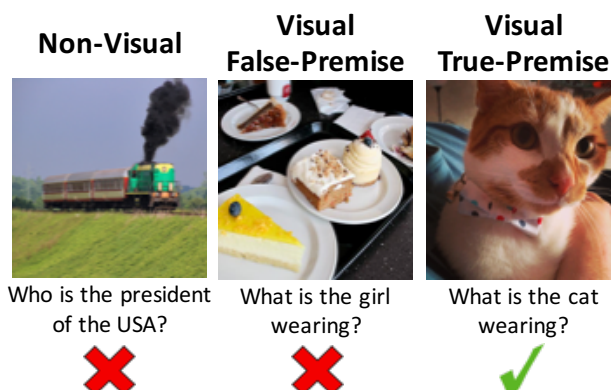 Non-Visual
Visual
False-Premise
Visual
True-Premise
Who is the president
of the USA?
What is the girl
wearing?
What is the cat
wearing?